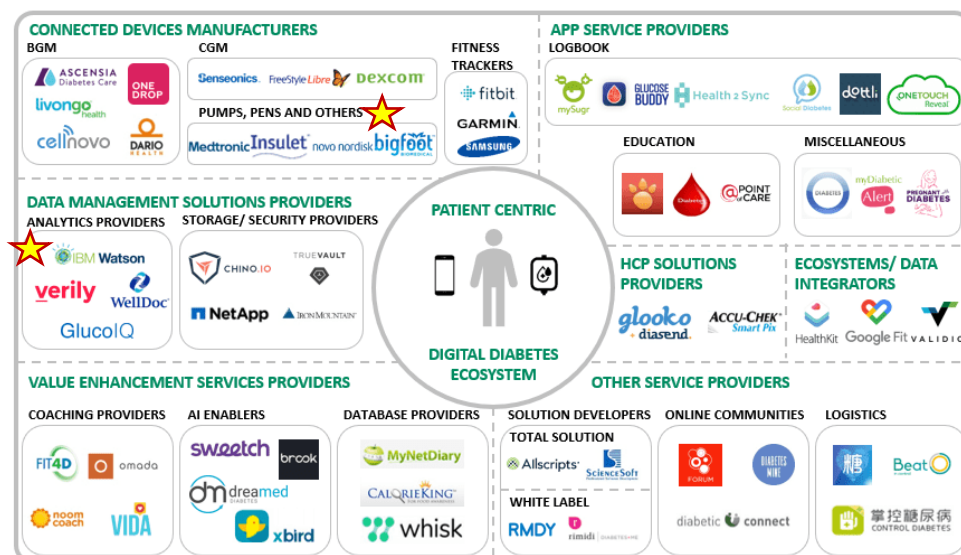 CONNECTED DEVICES MANUFACTURERS
BGM
ASCENSIA
Diabetes Care
ONE
DROP
livongo
health
cellnovo
DARIO
HEALTH
CGM
Senseonics.
FreeStyle Libre
Dexcom
PUMPS, PENS AND OTHERS
Medtronic
Insulet
novo nordisk
bigfoot
BIOMEDICAL
FITNESS
TRACKERS
fitbit
GARMIN
SAMSUNG
APP SERVICE PROVIDERS
LOGBOOK
mySugr
GLUCOSE
BUDDY
Health2Sync
Social Diabetes
dottli
ONETOUCH
Reveal
EDUCATION
@POINT
of CARE
MISCELLANEOUS
DIABETES
myDiabetic
Alert
PREGNANT
with
DIABETES
DATA MANAGEMENT SOLUTIONS PROVIDERS
ANALYTICS PROVIDERS
IBM Watson
verily
WellDoc
GlucoIQ
STORAGE/ SECURITY PROVIDERS
CHINO.IO
TRUEVAULT
NetApp
IRON MOUNTAIN
PATIENT CENTRIC
DIGITAL DIABETES
ECOSYSTEM
HCP SOLUTIONS
PROVIDERS
glooko
diasend
ACCU-CHEK
Smart Pix
ECOSYSTEMS/ DATA
INTEGRATORS
HealthKit
Google Fit
VALIDIC
VALUE ENHANCEMENT SERVICES PROVIDERS
COACHING PROVIDERS
FIT4D
omada
noom
coach
VIDA
AI ENABLERS
sweetch
brook
dm
dreamed
DIABETES
xbird
DATABASE PROVIDERS
MyNetDiary
CALORIEKING
whisk
OTHER SERVICE PROVIDERS
SOLUTION DEVELOPERS
TOTAL SOLUTION
Allscripts
SCIENCESOFT
WHITE LABEL
RMDY
rimidi
ONLINE COMMUNITIES
FORUM
DIABETES
MINE
diabetic connect
LOGISTICS
糖
BeatO
掌控糖尿病
CONTROL DIABETES